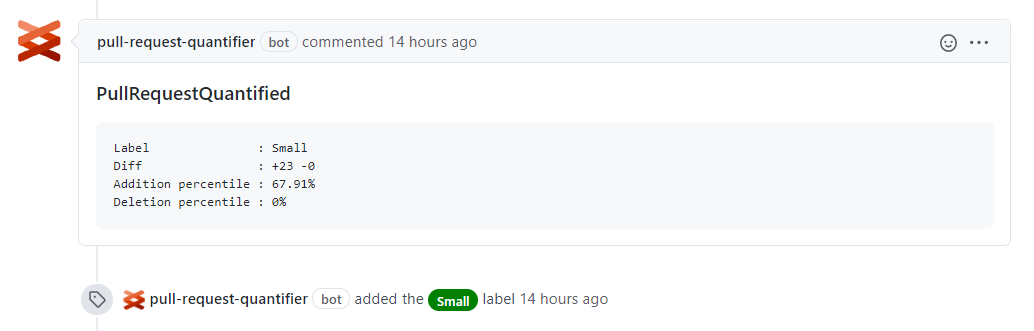 pull-request-quantifier bot commented 14 hours ago
PullRequestQuantified
Label : Small
Diff : +23 -0
Addition percentile : 67.91%
Deletion percentile : 0%
pull-request-quantifier bot added the Small label 14 hours ago